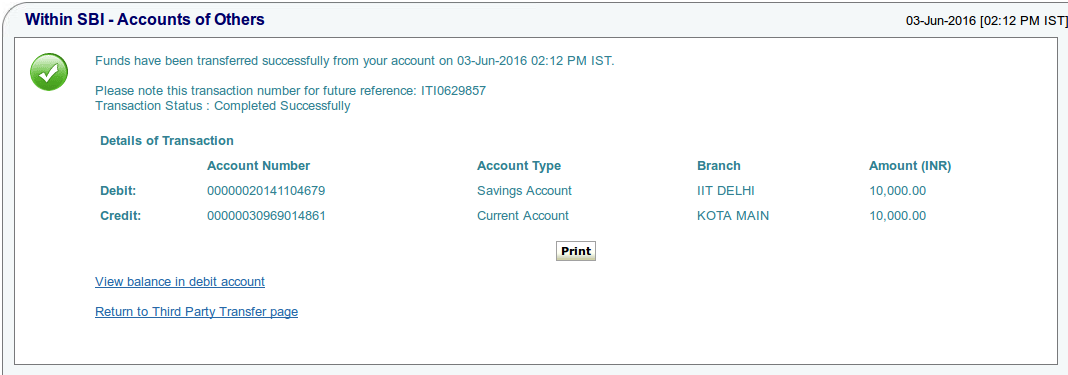 Within SBI - Accounts of Others 03-Jun-2016 [02:12 PM IST]
Funds have been transferred successfully from your account on 03-Jun-2016 02:12 PM IST.
Please note this transaction number for future reference: ITI0629857
Transaction Status : Completed Successfully
Details of Transaction
Account Number Account Type Branch Amount (INR)
Debit: 00000020141104679 Savings Account IIT DELHI 10,000.00
Credit: 00000030969014861 Current Account KOTA MAIN 10,000.00
Print
View balance in debit account
Return to Third Party Transfer page